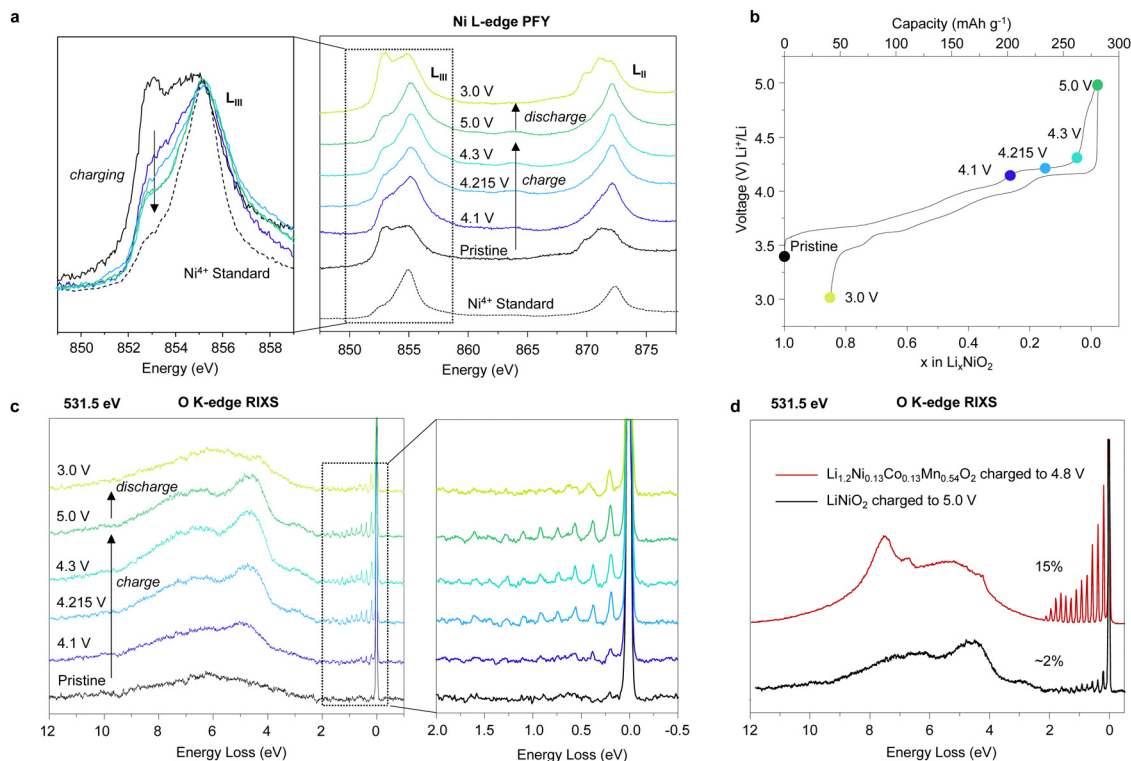 a
Ni L-edge PFY
L_III
charging
Ni⁴⁺ Standard
850 852 854 856 858
Energy (eV)
L_III
L_II
3.0 V
discharge
5.0 V
4.3 V
charge
4.215 V
4.1 V
Pristine
Ni⁴⁺ Standard
850 855 860 865 870 875
Energy (eV)
b
Capacity (mAh g⁻¹)
0 50 100 150 200 250 300
Voltage (V) Li⁺/Li
5.0
4.5
4.0
3.5
3.0
5.0 V
4.3 V
4.215 V
4.1 V
Pristine
3.0 V
1.0 0.8 0.6 0.4 0.2 0.0
x in LiₓNiO₂
c
531.5 eV O K-edge RIXS
3.0 V
discharge
5.0 V
4.3 V
charge
4.215 V
4.1 V
Pristine
12 10 8 6 4 2 0
Energy Loss (eV)
2.0 1.5 1.0 0.5 0.0 -0.5
Energy Loss (eV)
d
531.5 eV O K-edge RIXS
Li₁.₂Ni₀.₁₃Co₀.₁₃Mn₀.₅₄O₂ charged to 4.8 V
LiNiO₂ charged to 5.0 V
15%
~2%
12 10 8 6 4 2 0
Energy Loss (eV)